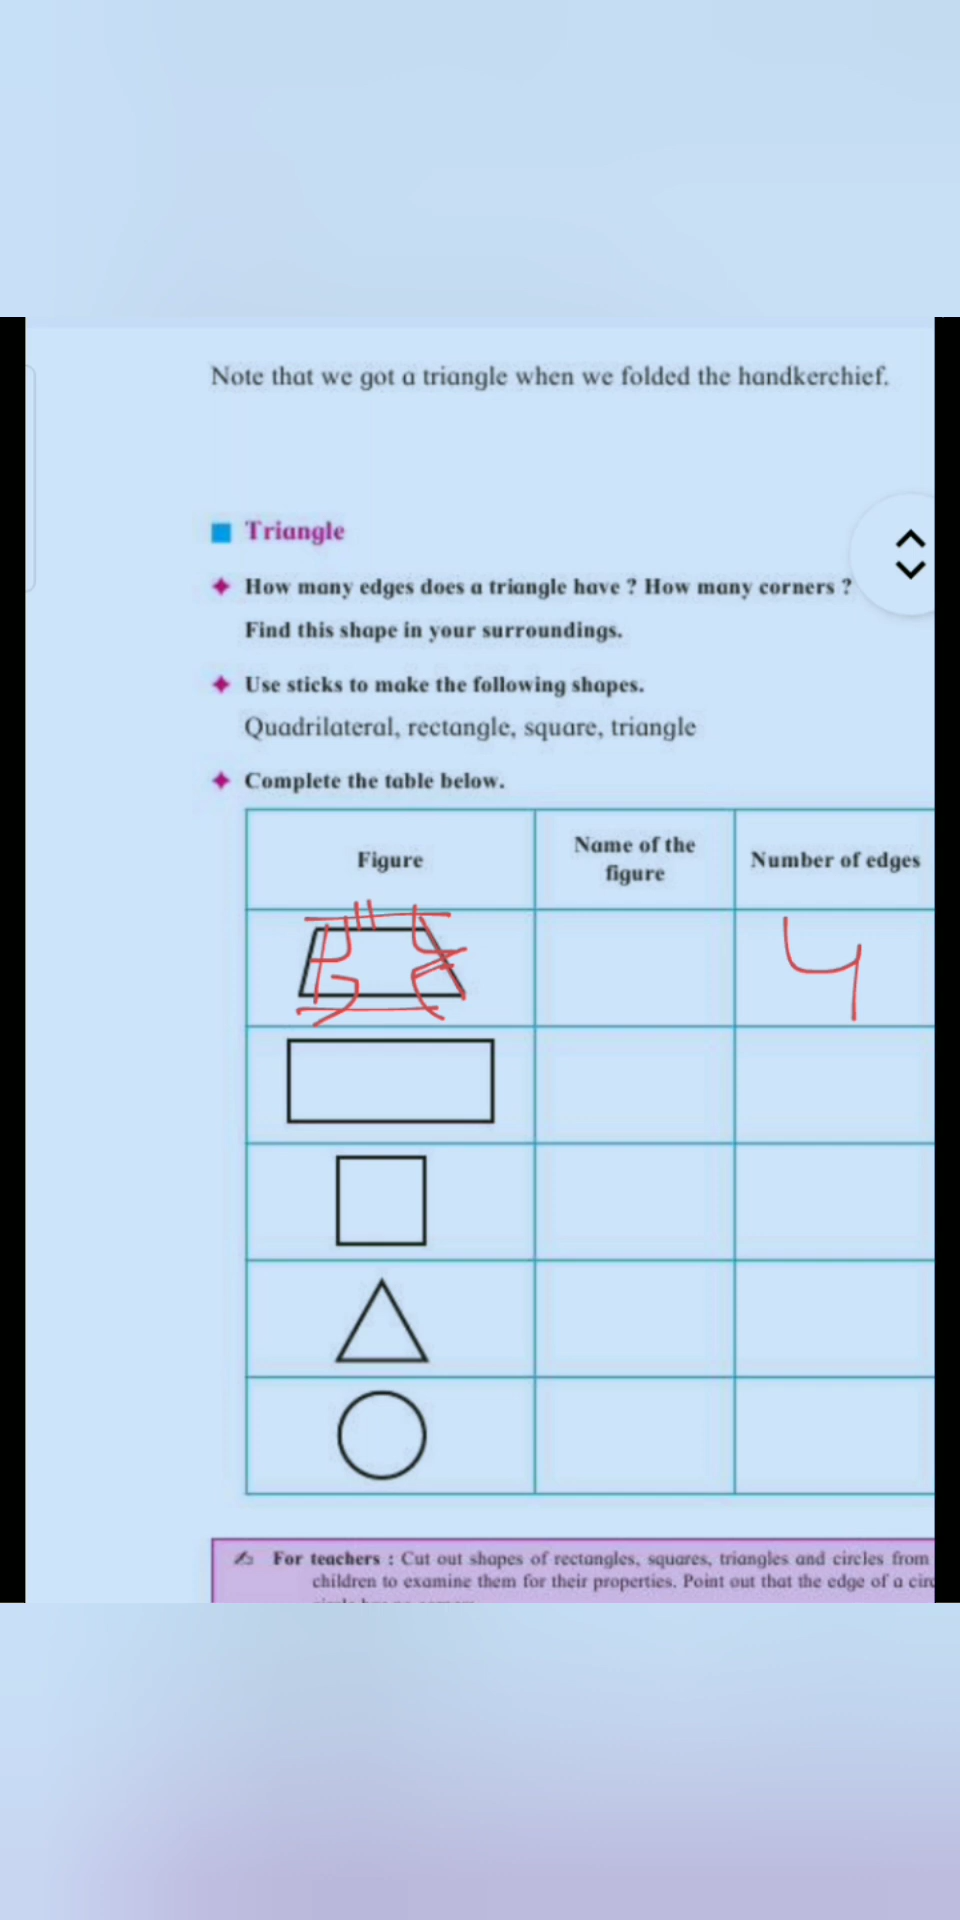 Note that we got a triangle when we folded the handkerchief.
Triangle
How many edges does a triangle have ? How many corners ?
Find this shape in your surroundings.
Use sticks to make the following shapes.
Quadrilateral, rectangle, square, triangle
Complete the table below.
Figure
Name of the
figure
Number of edges
4
For teachers : Cut out shapes of rectangles, squares, triangles and circles from
children to examine them for their properties. Point out that the edge of a circ